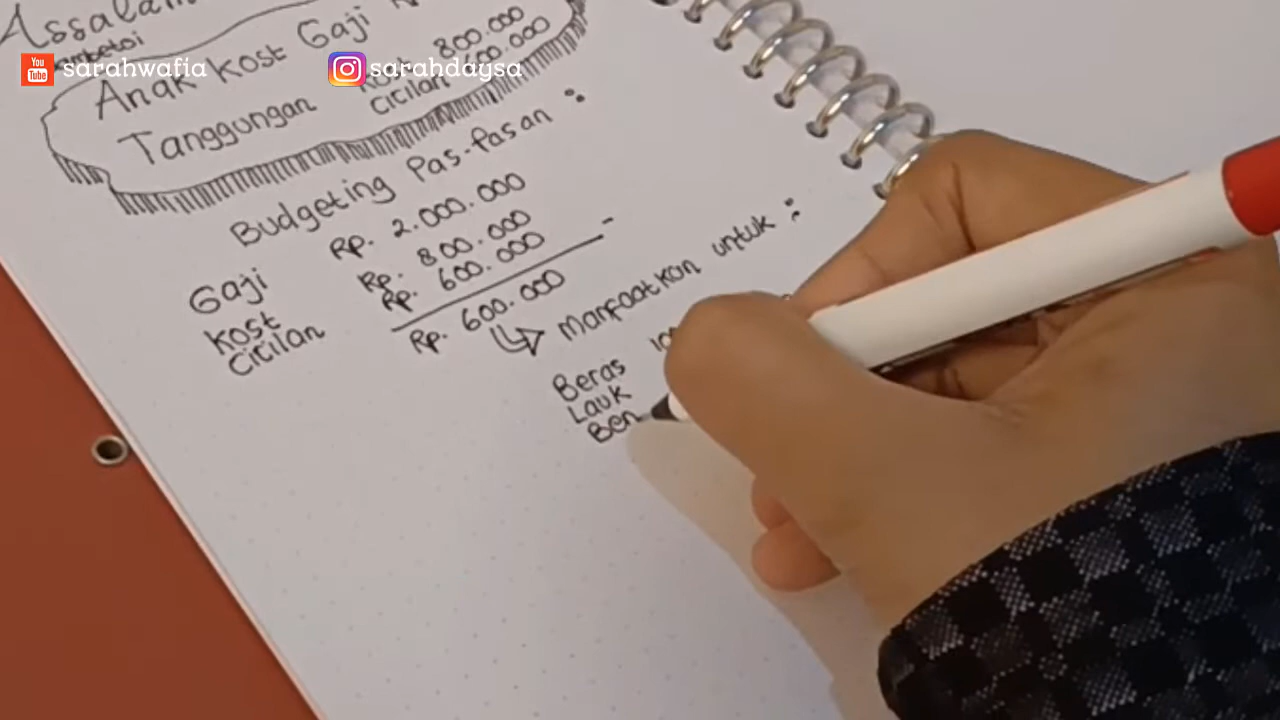 Assalam
sarahwafia
sarahdaysa
Anak kost Gaji
Tanggungan kost 800.000
Cicilan 600.000
Budgeting Pas-Pasan :
Gaji Rp. 2.000.000
Kost Rp. 800.000
Cicilan Rp. 600.000 -
Rp. 600.000
Manfaatkan untuk :
Beras
Lauk
Ben